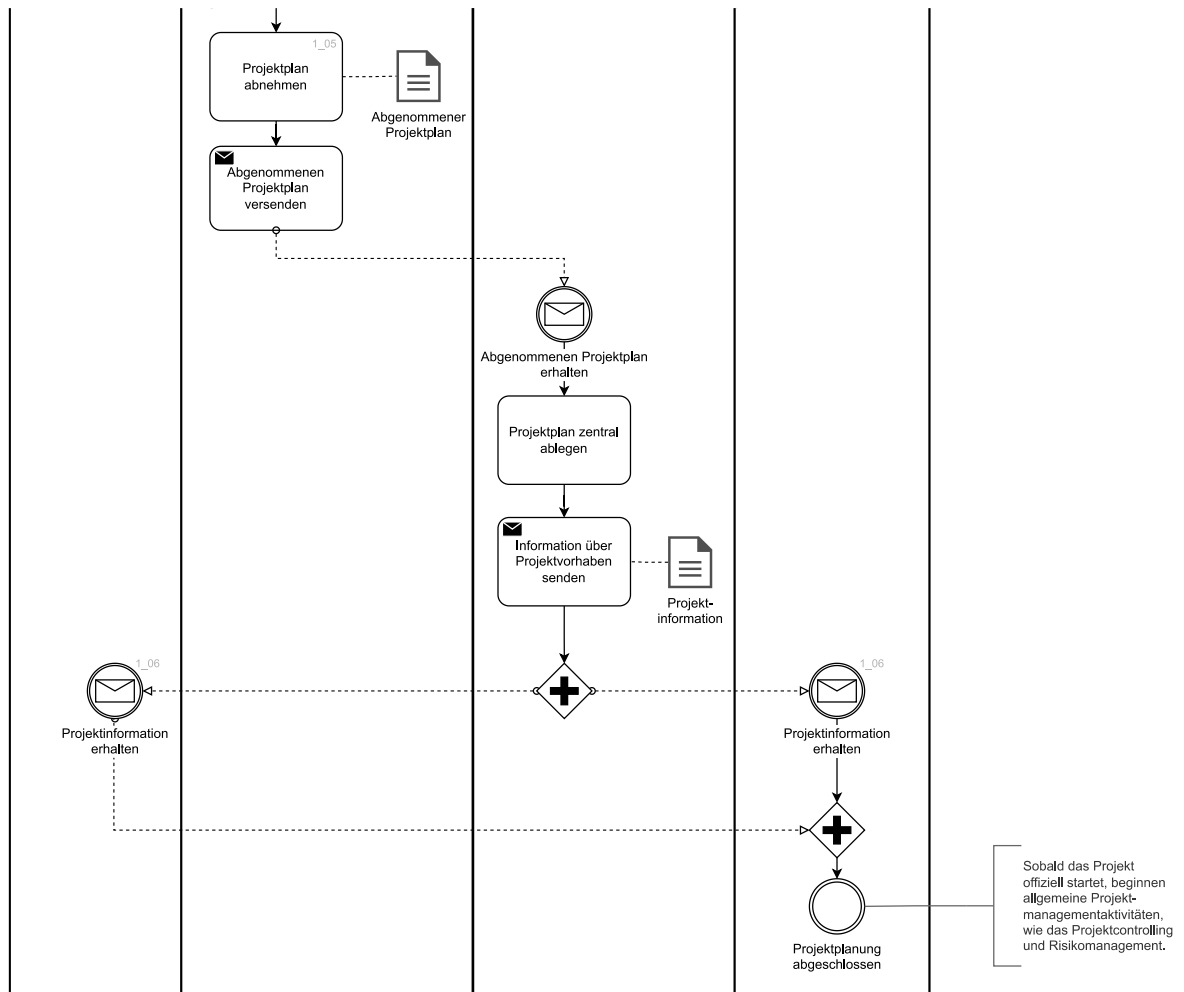 1_05
Projektplan
abnehmen
Abgenommener
Projektplan
Abgenommenen
Projektplan
versenden
Abgenommenen Projektplan
erhalten
Projektplan zentral
ablegen
Information über
Projektvorhaben
senden
Projekt-
information
1_06
Projektinformation
erhalten
1_06
Projektinformation
erhalten
Sobald das Projekt
offiziell startet, beginnen
allgemeine Projekt-
managementaktivitäten,
wie das Projektcontrolling
und Risikomanagement.
Projektplanung
abgeschlossen